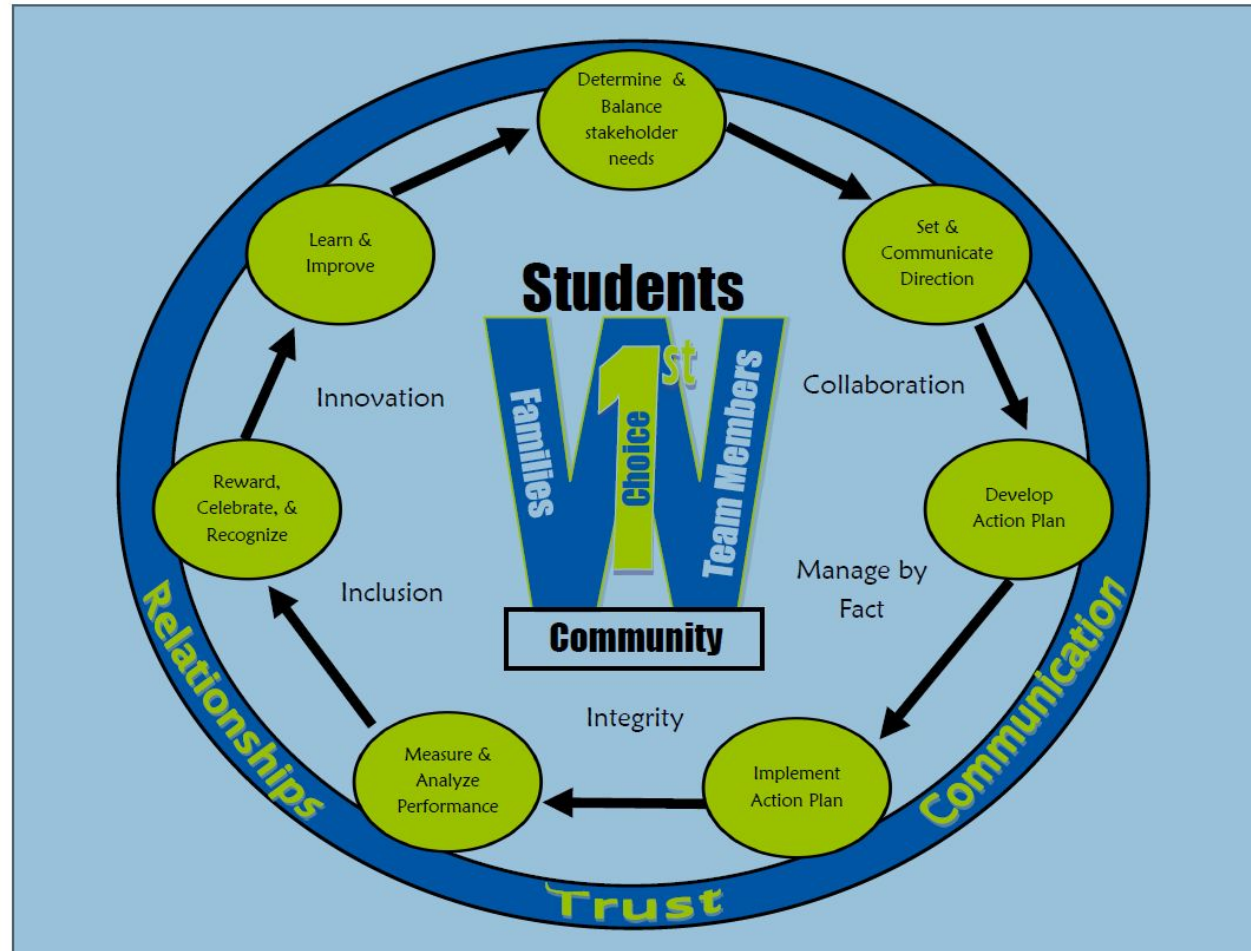 Determine &
Balance
stakeholder
needs
Set &
Communicate
Direction
Develop
Action Plan
Implement
Action Plan
Measure &
Analyze
Performance
Reward,
Celebrate, &
Recognize
Learn &
Improve
Students
Families
1st
Choice
Team Members
Community
Innovation
Collaboration
Inclusion
Manage by
Fact
Integrity
Relationships
Trust
Communication